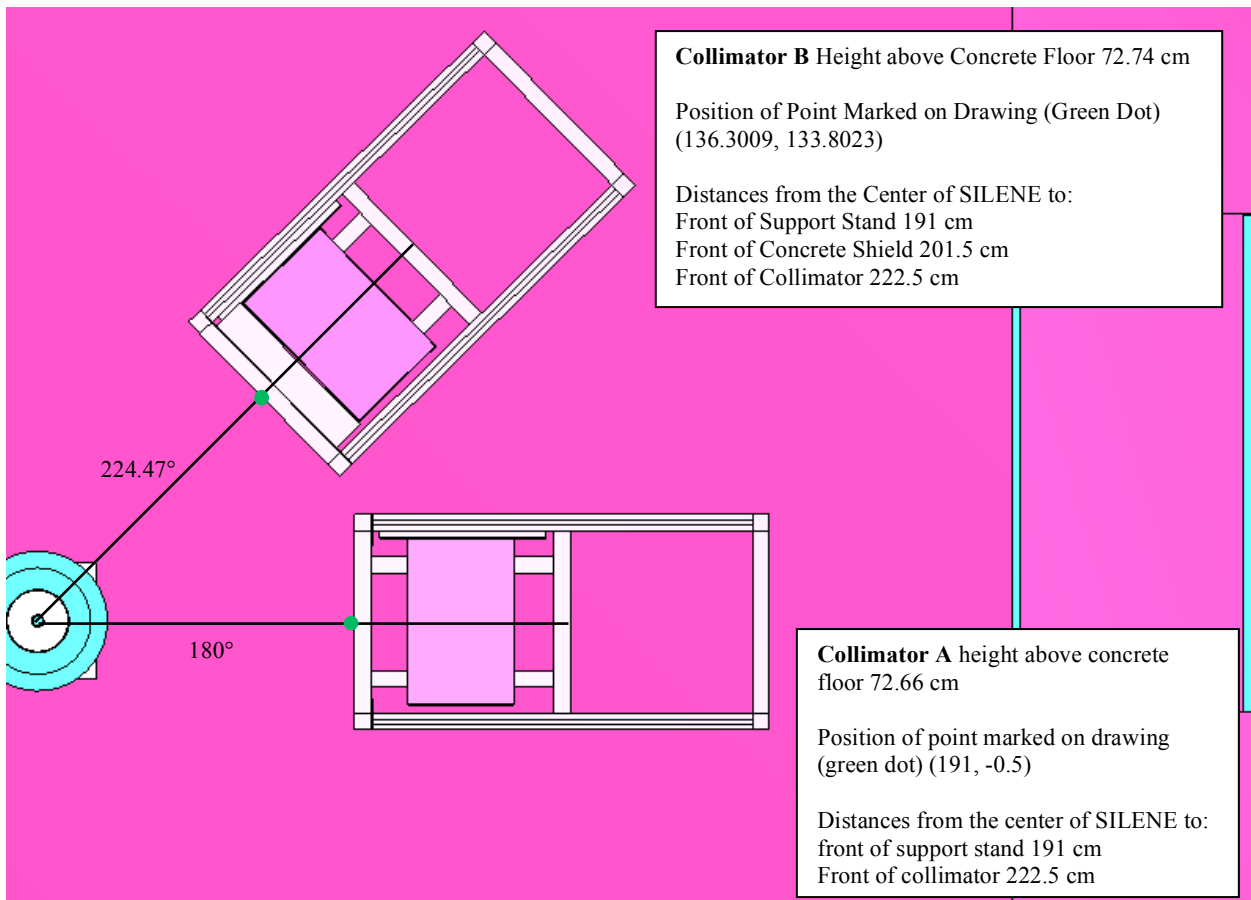 Collimator B Height above Concrete Floor 72.74 cm
Position of Point Marked on Drawing (Green Dot)
(136.3009, 133.8023)
Distances from the Center of SILENE to:
Front of Support Stand 191 cm
Front of Concrete Shield 201.5 cm
Front of Collimator 222.5 cm
224.47°
180°
Collimator A height above concrete
floor 72.66 cm
Position of point marked on drawing
(green dot) (191, -0.5)
Distances from the center of SILENE to:
front of support stand 191 cm
Front of collimator 222.5 cm